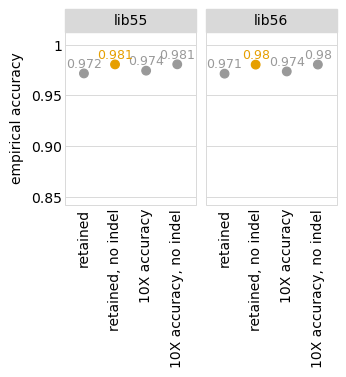 lib55
lib56
empirical accuracy
1
0.95
0.90
0.85
0.972
0.981
0.974
0.981
0.971
0.98
0.974
0.98
retained
retained, no indel
10X accuracy
10X accuracy, no indel
retained
retained, no indel
10X accuracy
10X accuracy, no indel